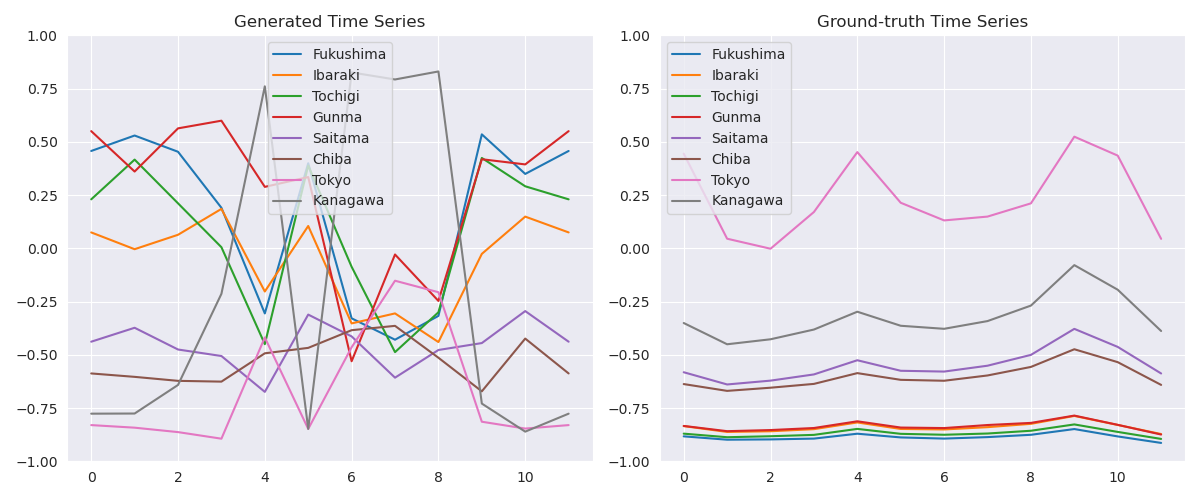 Generated Time Series
1.00
0.75
0.50
0.25
0.00
−0.25
−0.50
−0.75
−1.00
0 2 4 6 8 10
Fukushima
Ibaraki
Tochigi
Gunma
Saitama
Chiba
Tokyo
Kanagawa
Ground-truth Time Series
1.00
0.75
0.50
0.25
0.00
−0.25
−0.50
−0.75
−1.00
0 2 4 6 8 10
Fukushima
Ibaraki
Tochigi
Gunma
Saitama
Chiba
Tokyo
Kanagawa